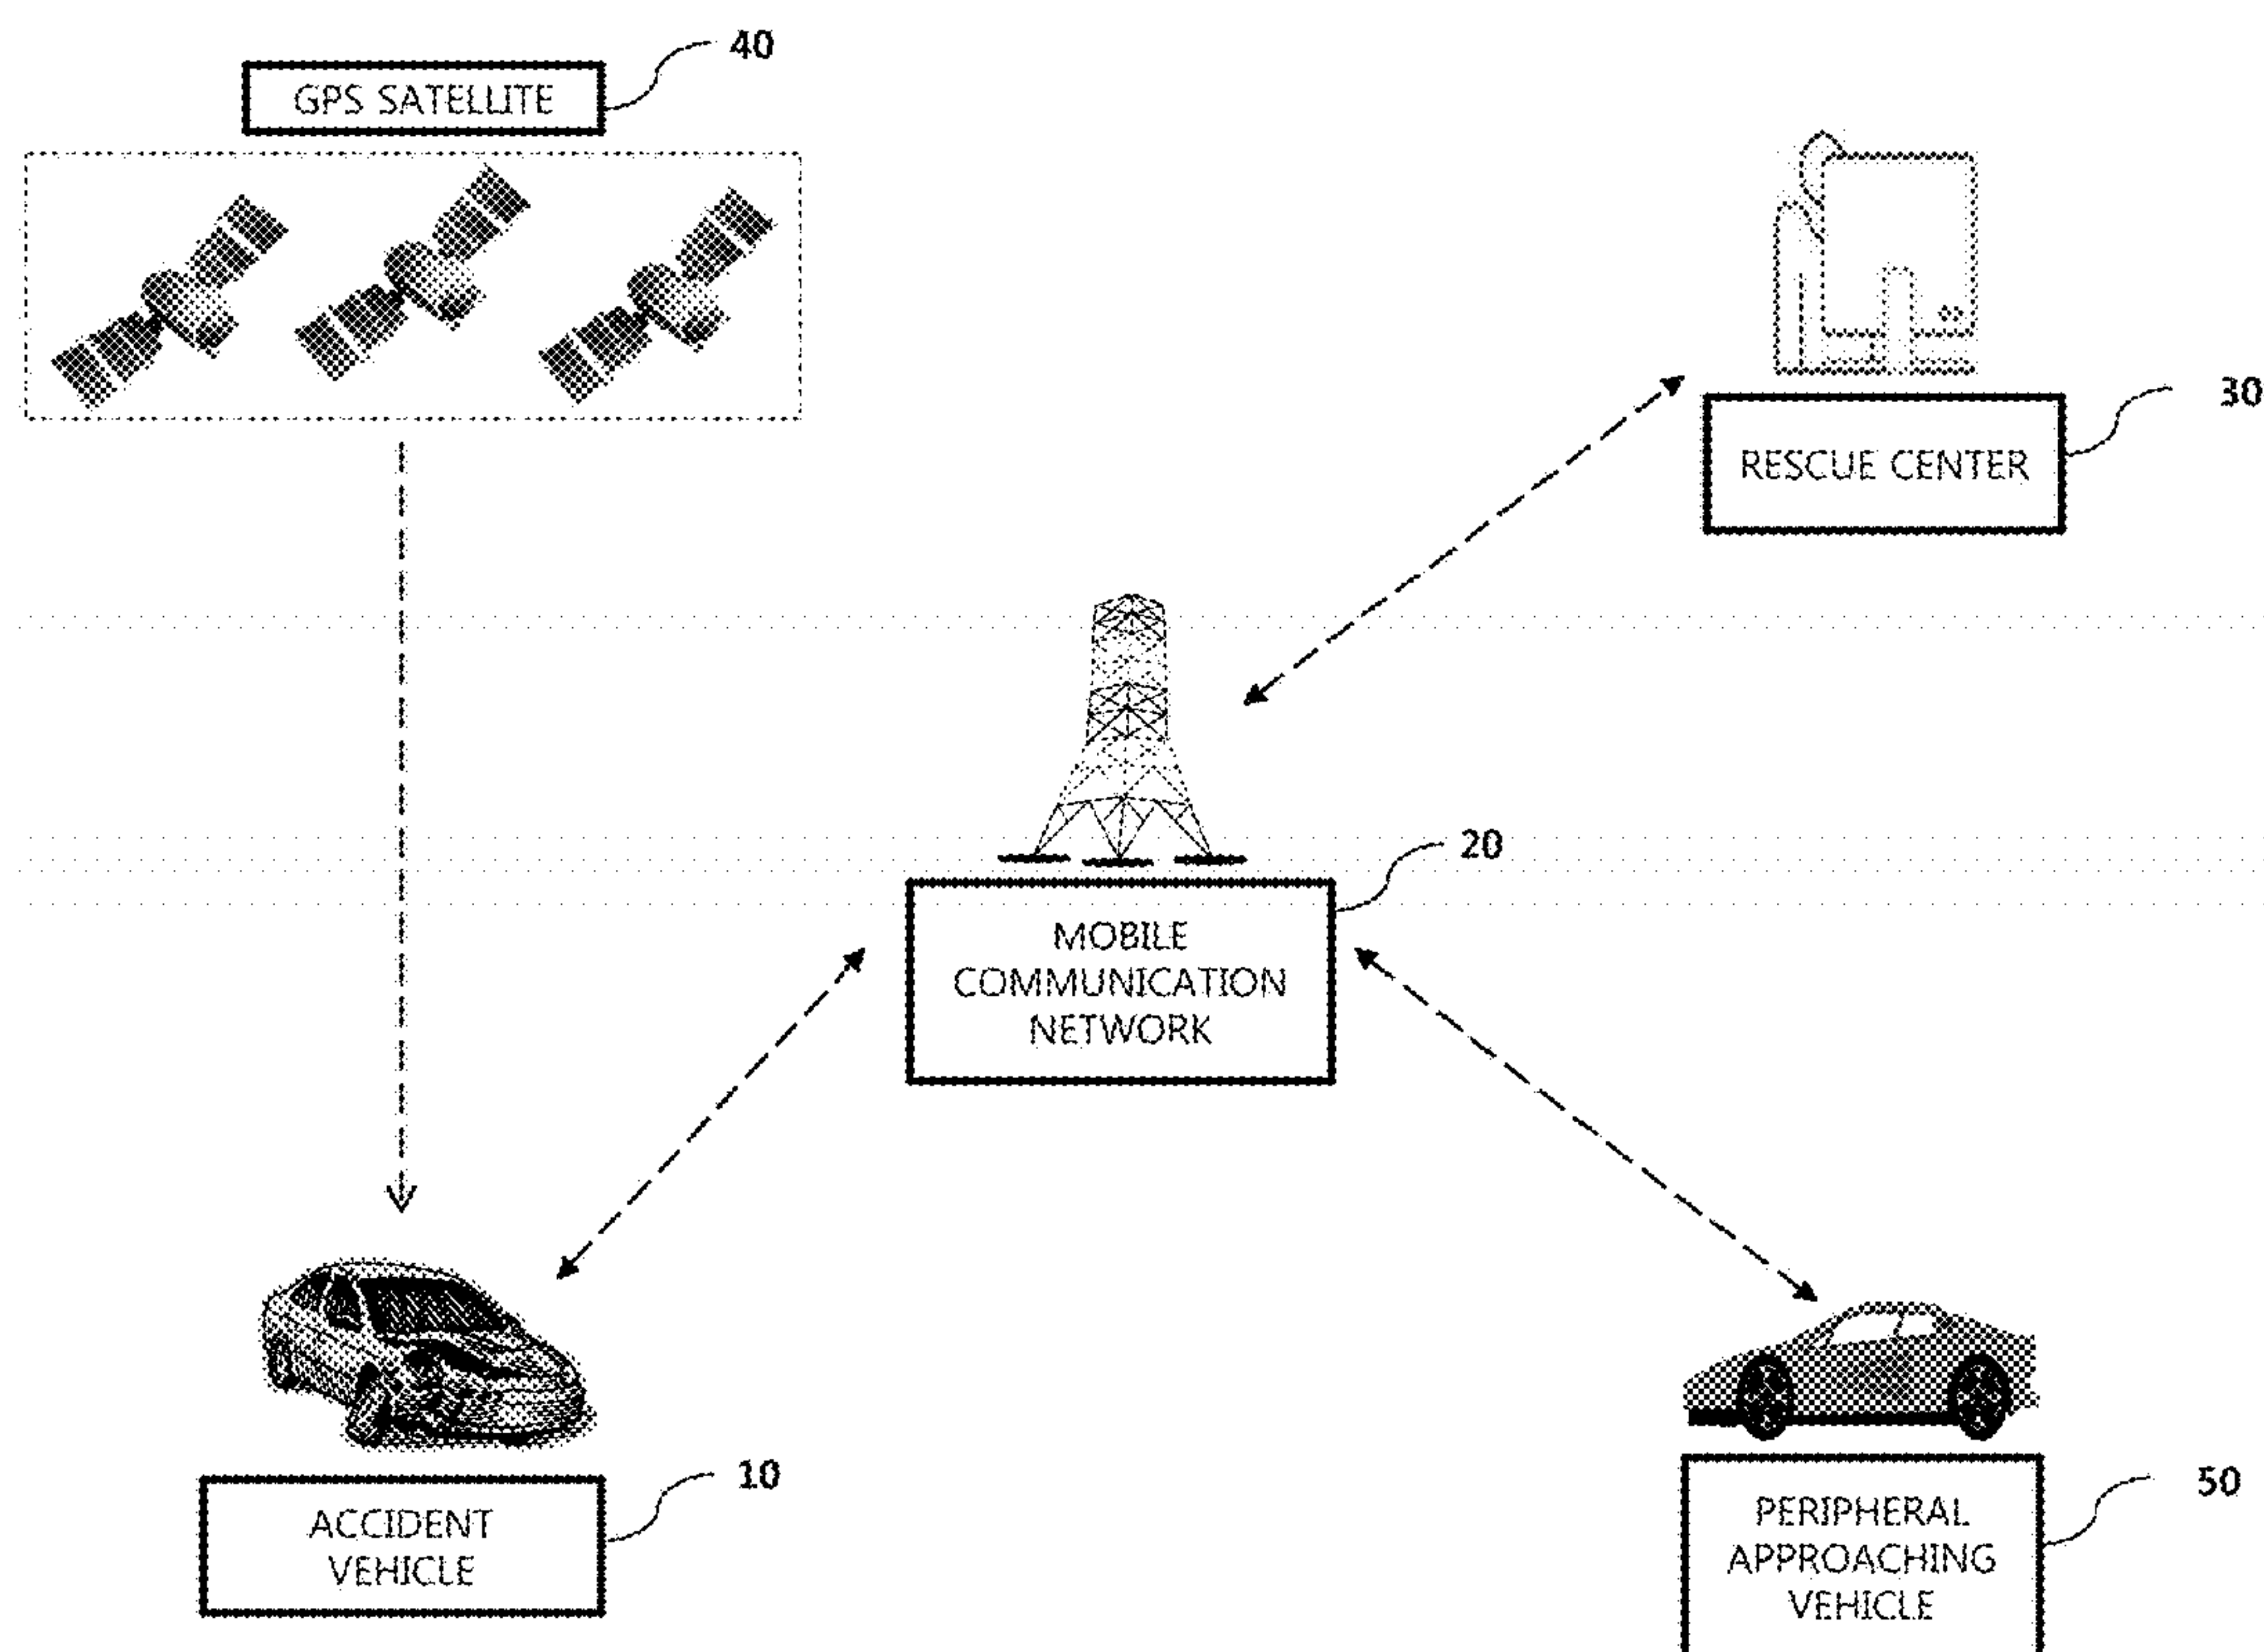 40
GPS SATELLITE
30
RESCUE CENTER
20
MOBILE
COMMUNICATION
NETWORK
10
ACCIDENT
VEHICLE
50
PERIPHERAL
APPROACHING
VEHICLE